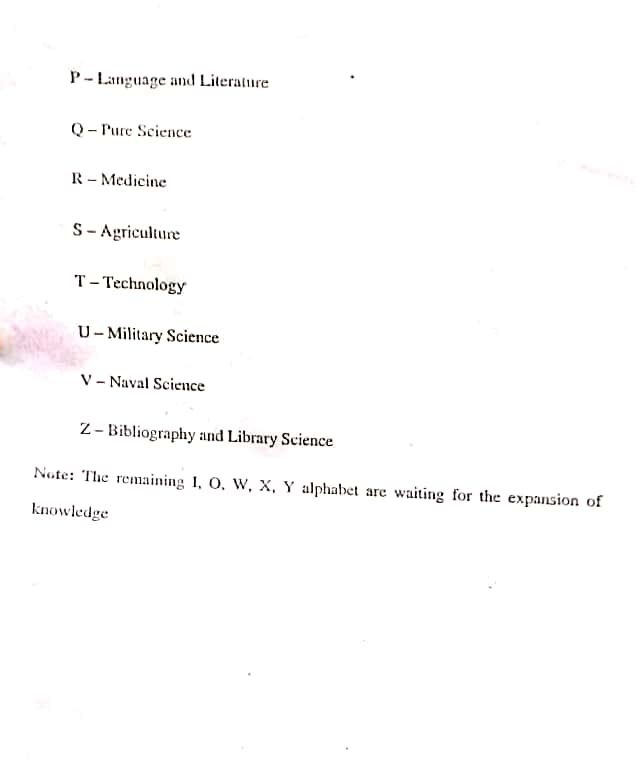 P – Language and Literature
Q – Pure Science
R – Medicine
S – Agriculture
T – Technology
U – Military Science
V – Naval Science
Z – Bibliography and Library Science
Note: The remaining I, O, W, X, Y alphabet are waiting for the expansion of
knowledge